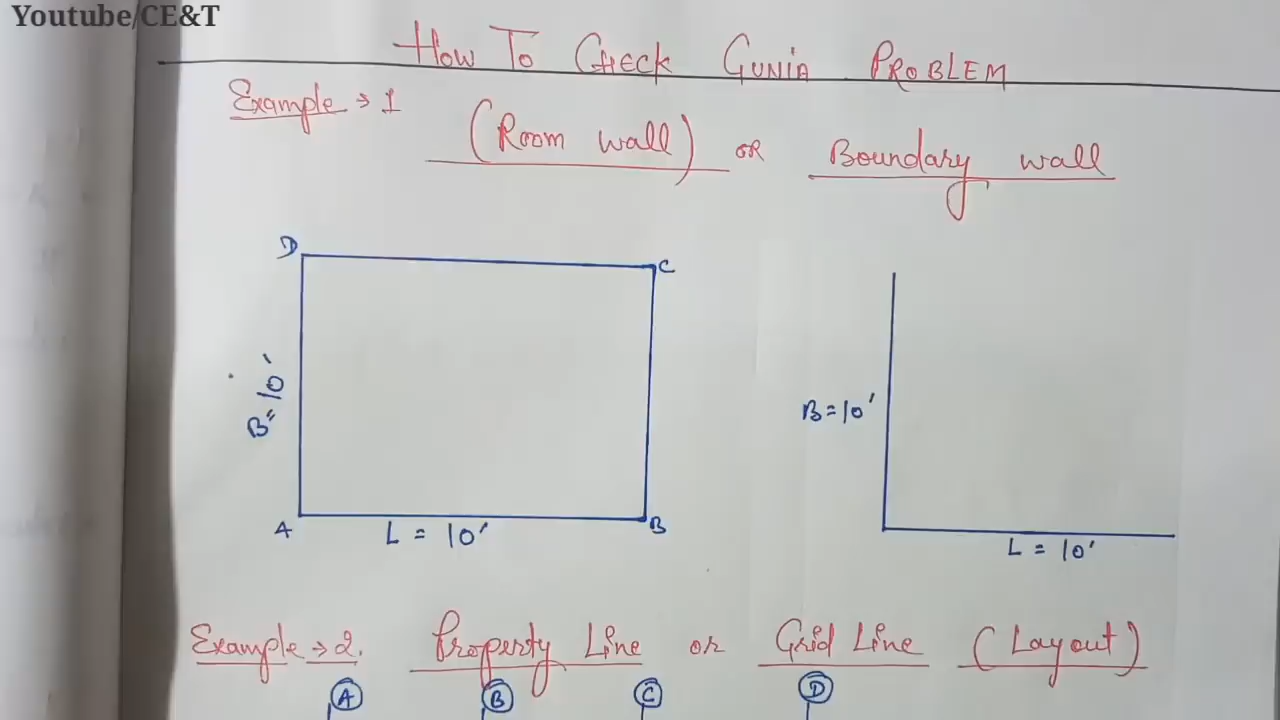 Youtube/CE&T
How To Check Gunia Problem
Example → 1
(Room wall) or Boundary wall
D
C
B = 10'
B = 10'
A
L = 10'
B
L = 10'
Example → 2. Property Line or Grid Line (Layout)
A B C D